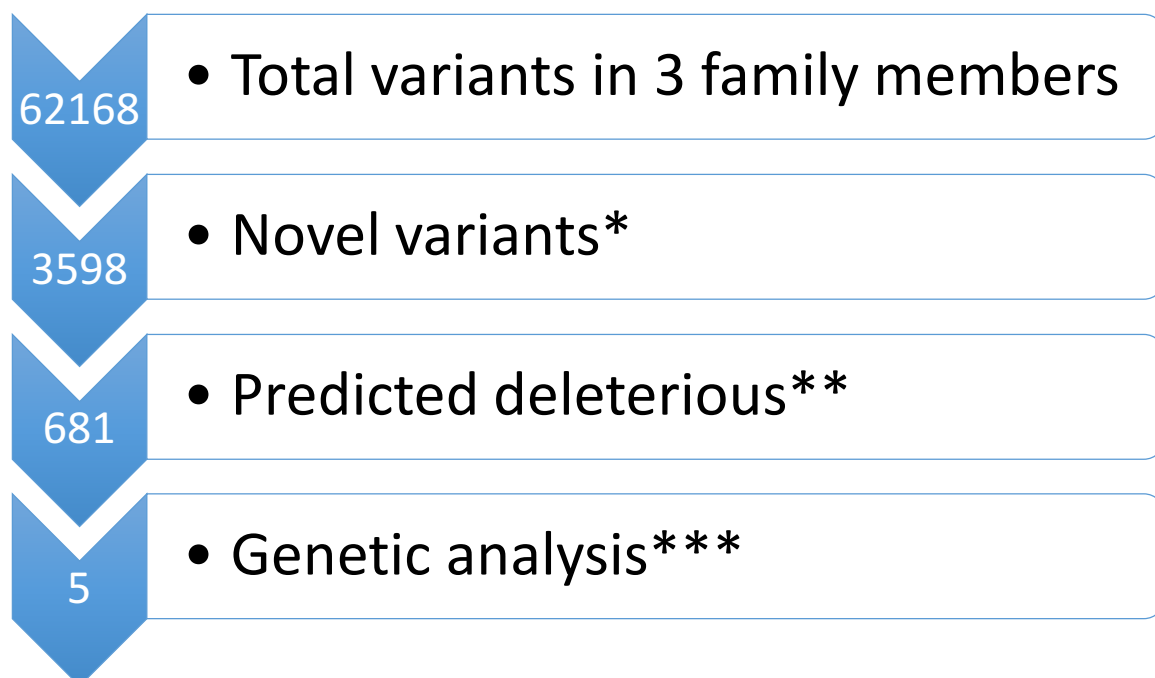 62168
• Total variants in 3 family members
3598
• Novel variants*
681
• Predicted deleterious**
5
• Genetic analysis***